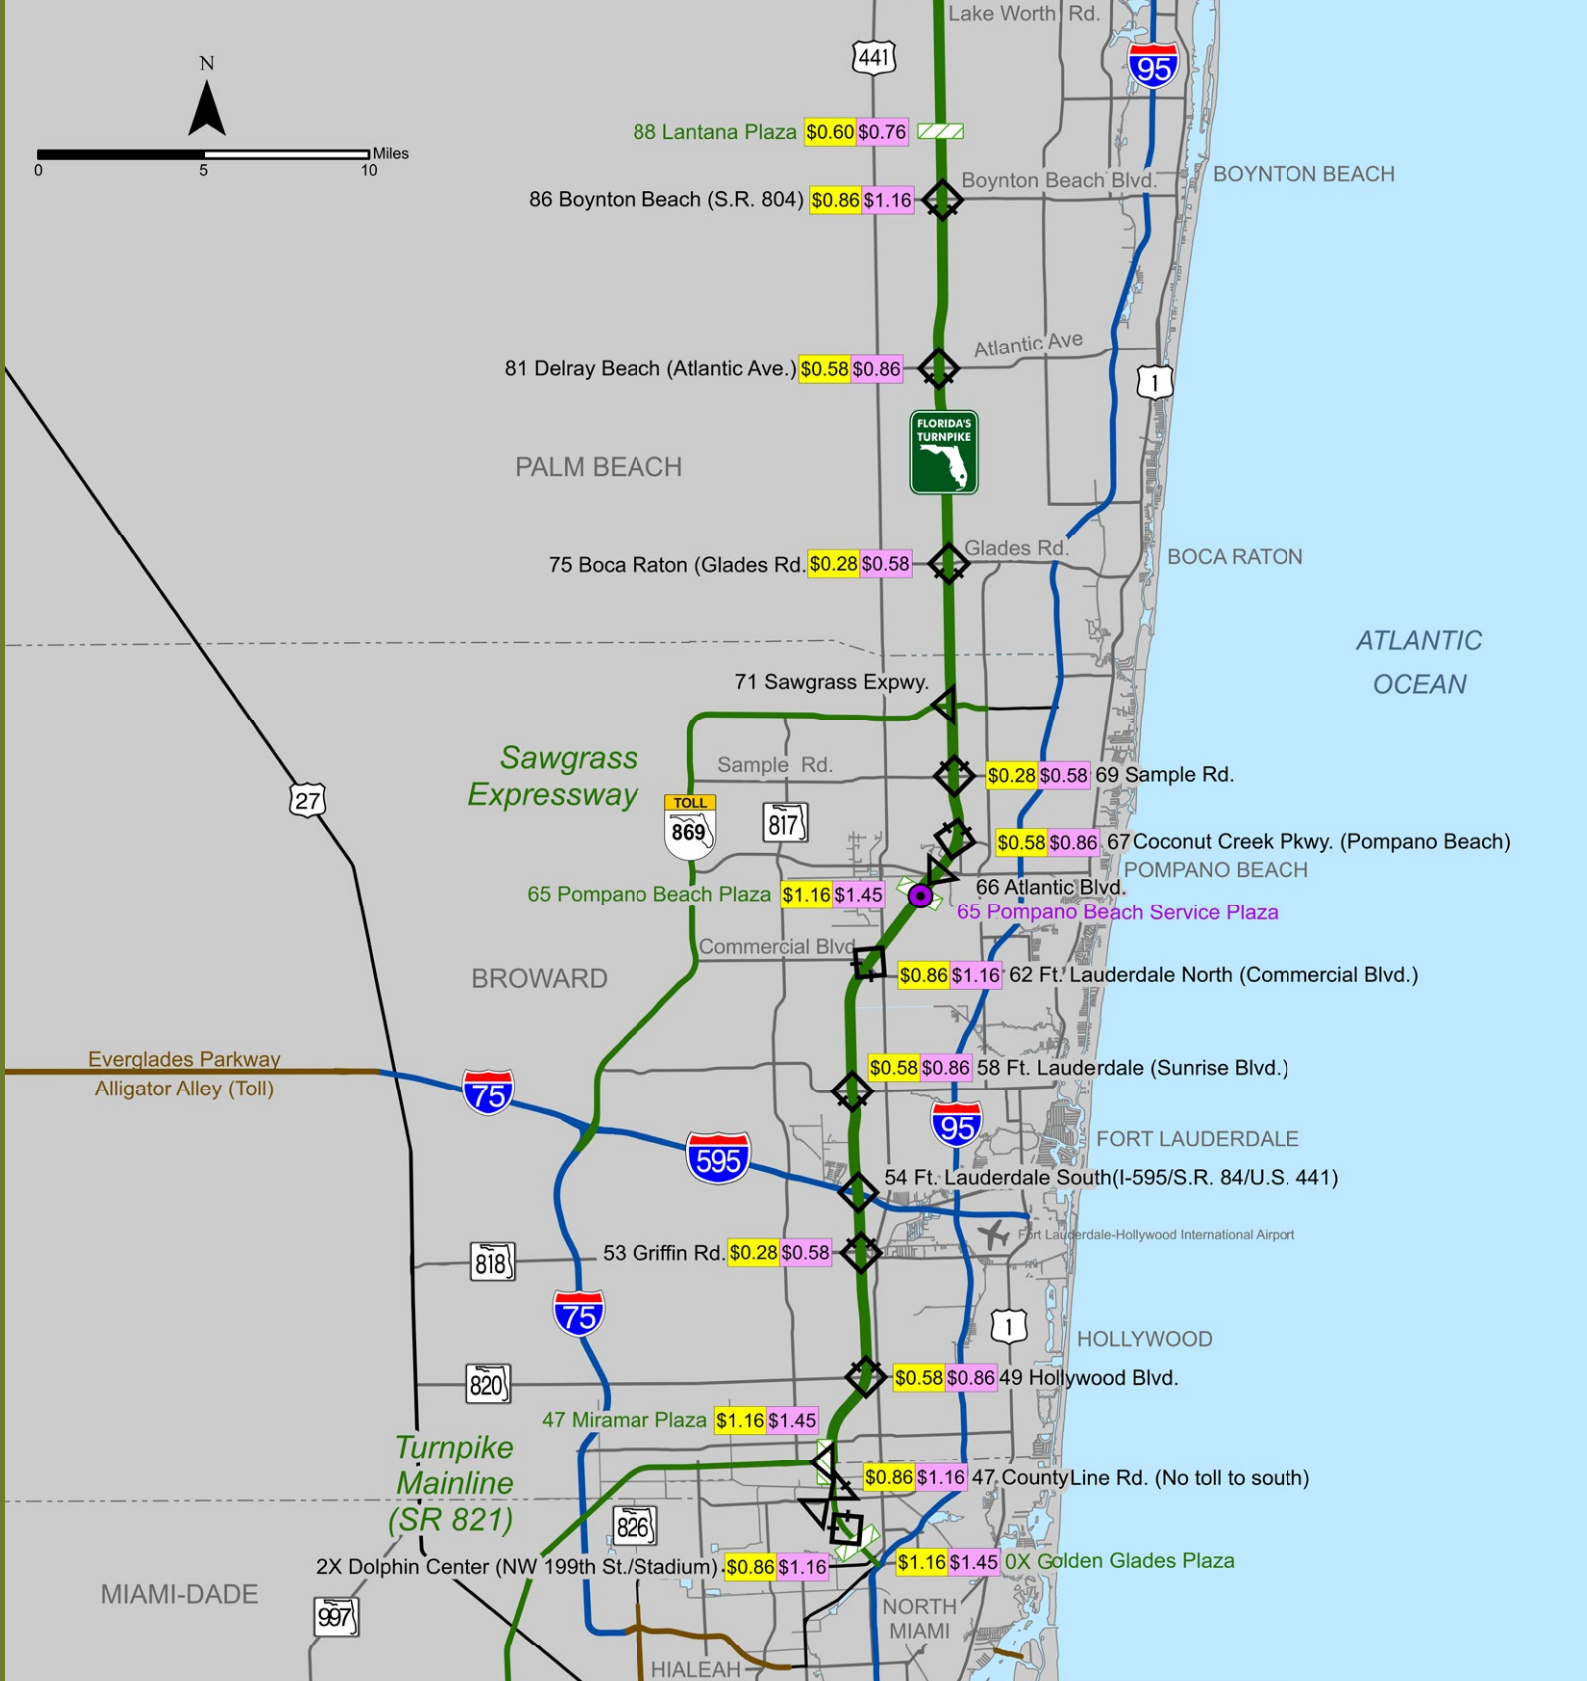 Lake Worth Rd.
441
95
N
Miles
0 5 10
88 Lantana Plaza $0.60 $0.76
Boynton Beach Blvd.
BOYNTON BEACH
86 Boynton Beach (S.R. 804) $0.86 $1.16
Atlantic Ave
81 Delray Beach (Atlantic Ave.) $0.58 $0.86
1
FLORIDA'S
TURNPIKE
PALM BEACH
Glades Rd.
BOCA RATON
75 Boca Raton (Glades Rd. $0.28 $0.58
ATLANTIC
OCEAN
71 Sawgrass Expwy.
Sawgrass
Expressway
Sample Rd.
$0.28 $0.58 69 Sample Rd.
27
TOLL
869
817
$0.58 $0.86 67 Coconut Creek Pkwy. (Pompano Beach)
POMPANO BEACH
66 Atlantic Blvd.
65 Pompano Beach Plaza $1.16 $1.45
65 Pompano Beach Service Plaza
Commercial Blvd
BROWARD
$0.86 $1.16 62 Ft. Lauderdale North (Commercial Blvd.)
Everglades Parkway
Alligator Alley (Toll)
75
$0.58 $0.86 58 Ft. Lauderdale (Sunrise Blvd.)
95
FORT LAUDERDALE
595
54 Ft. Lauderdale South(I-595/S.R. 84/U.S. 441)
Fort Lauderdale-Hollywood International Airport
53 Griffin Rd. $0.28 $0.58
818
75
1
HOLLYWOOD
820
$0.58 $0.86 49 Hollywood Blvd.
47 Miramar Plaza $1.16 $1.45
Turnpike
Mainline
(SR 821)
$0.86 $1.16 47 CountyLine Rd. (No toll to south)
826
2X Dolphin Center (NW 199th St./Stadium) $0.86 $1.16
$1.16 $1.45 0X Golden Glades Plaza
MIAMI-DADE
997
NORTH
MIAMI
HIALEAH